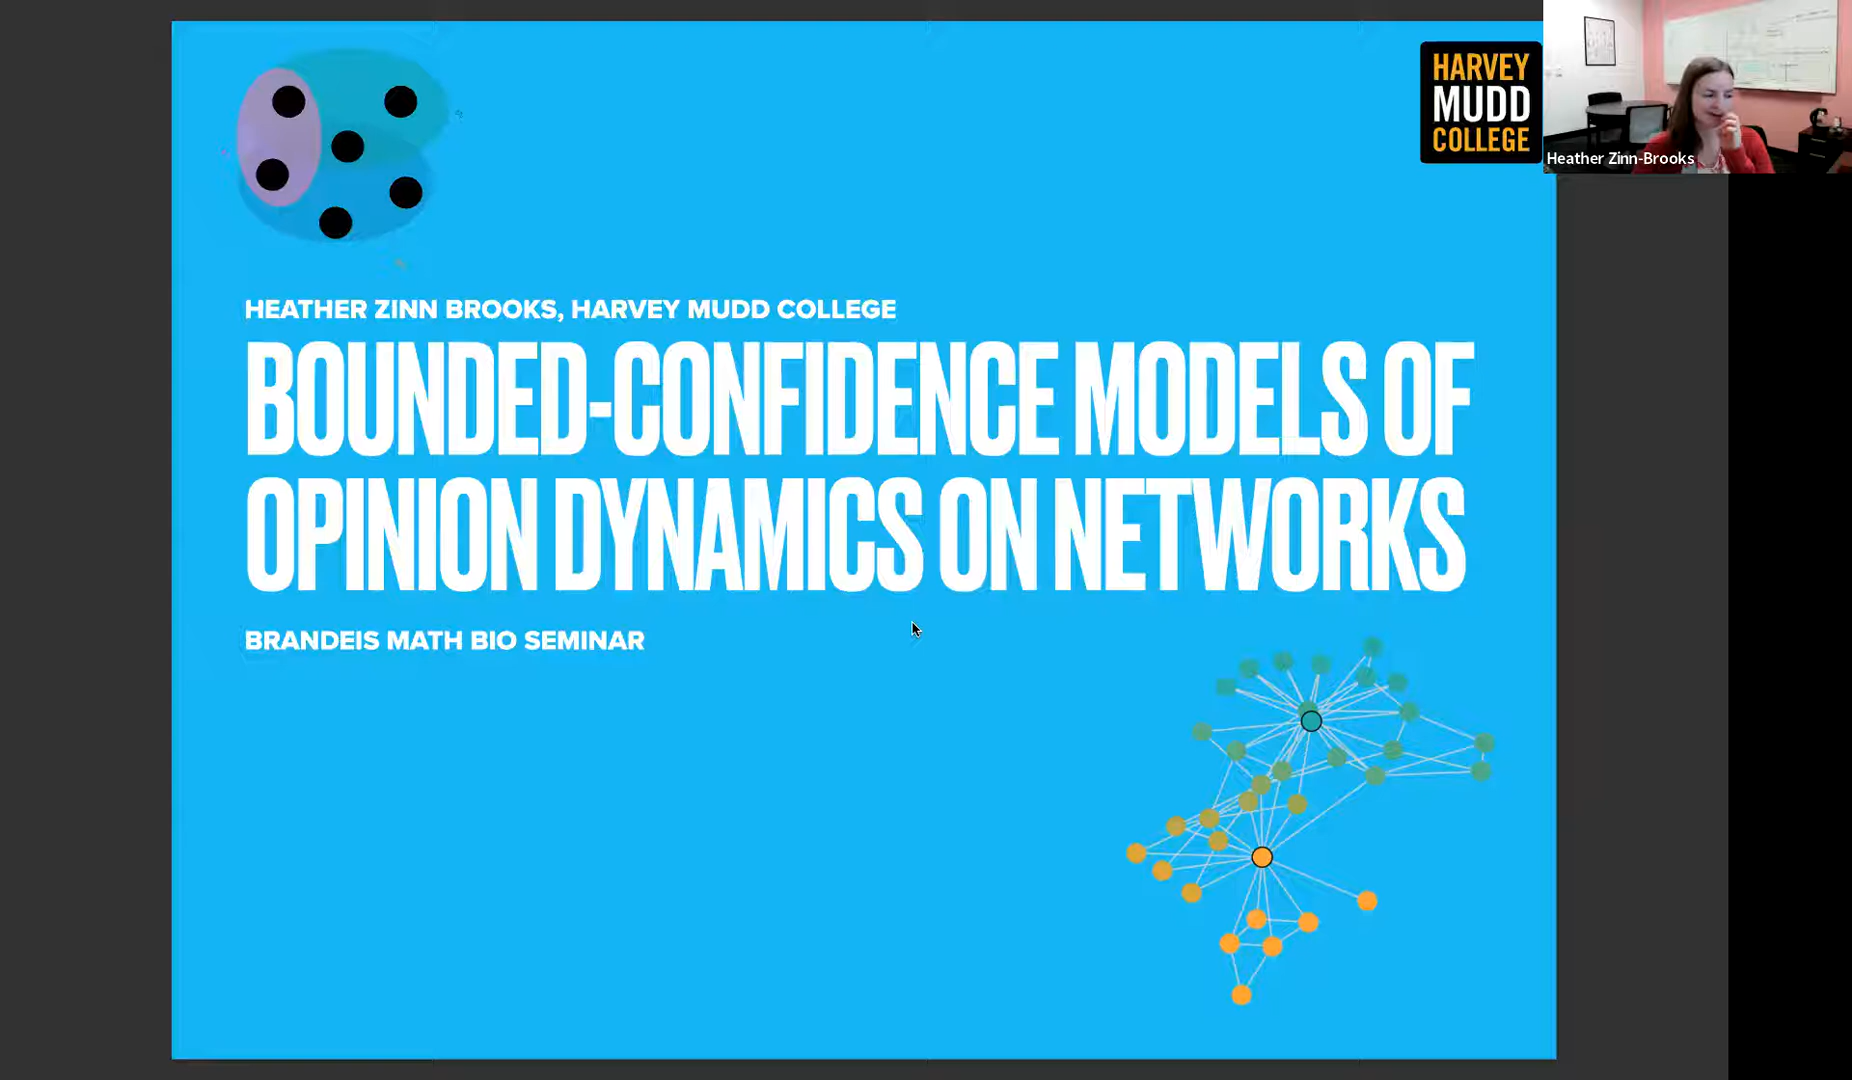 HARVEY
MUDD
COLLEGE
Heather Zinn-Brooks
HEATHER ZINN BROOKS, HARVEY MUDD COLLEGE
BOUNDED-CONFIDENCE MODELS OF
OPINION DYNAMICS ON NETWORKS
BRANDEIS MATH BIO SEMINAR